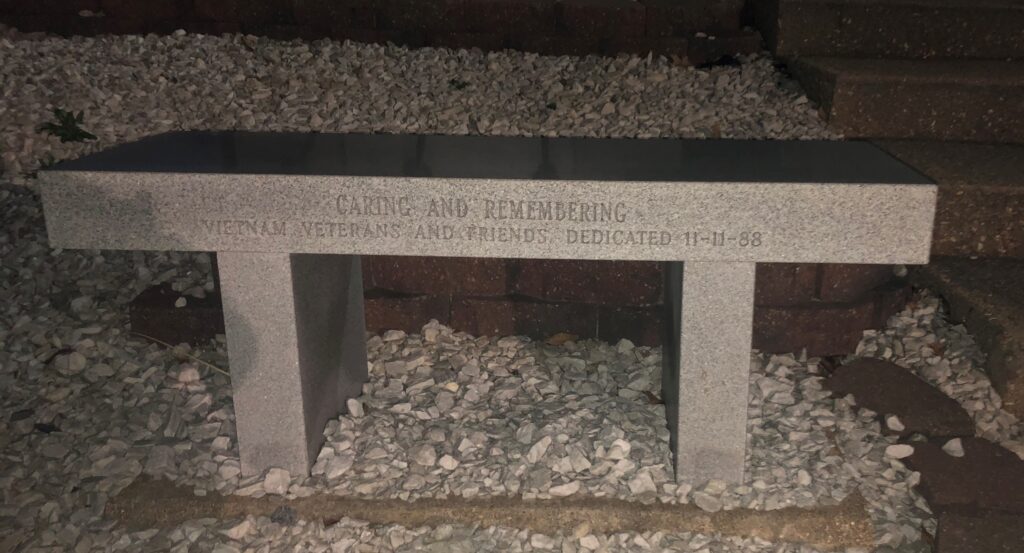 CARING AND REMEMBERING
VIETNAM VETERANS AND FRIENDS, DEDICATED 11-11-88